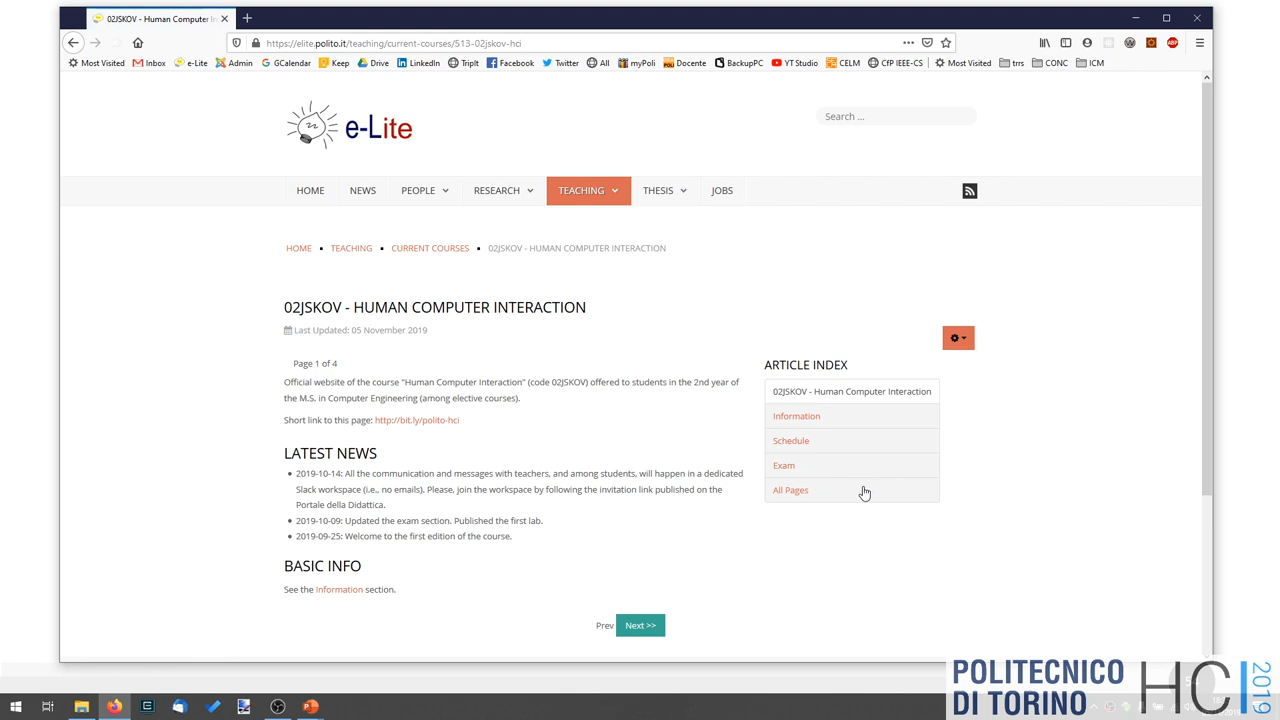 02JSKOV - Human Computer In
https://elite.polito.it/teaching/current-courses/513-02jskov-hci
Most Visited Inbox e-Lite Admin GCalendar Keep Drive LinkedIn TripIt Facebook Twitter All myPoli Docente BackupPC YT Studio CELM CfP IEEE-CS Most Visited trrs CONC ICM
e-Lite
Search ...
HOME NEWS PEOPLE RESEARCH TEACHING THESIS JOBS
HOME TEACHING CURRENT COURSES 02JSKOV - HUMAN COMPUTER INTERACTION
02JSKOV - HUMAN COMPUTER INTERACTION
Last Updated: 05 November 2019
Page 1 of 4
Official website of the course "Human Computer Interaction" (code 02JSKOV) offered to students in the 2nd year of
the M.S. in Computer Engineering (among elective courses).
Short link to this page: http://bit.ly/polito-hci
LATEST NEWS
2019-10-14: All the communication and messages with teachers, and among students, will happen in a dedicated
Slack workspace (i.e., no emails). Please, join the workspace by following the invitation link published on the
Portale della Didattica.
2019-10-09: Updated the exam section. Published the first lab.
2019-09-25: Welcome to the first edition of the course.
BASIC INFO
See the Information section.
Prev Next >>
ARTICLE INDEX
02JSKOV - Human Computer Interaction
Information
Schedule
Exam
All Pages
POLITECNICO
DI TORINO
HCI
2019